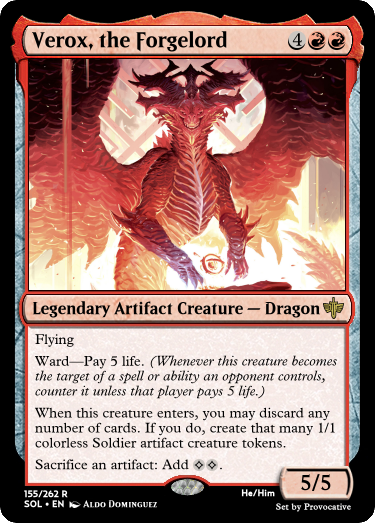 Verox, the Forgelord 4
Legendary Artifact Creature — Dragon
Flying
Ward—Pay 5 life. (Whenever this creature becomes
the target of a spell or ability an opponent controls,
counter it unless that player pays 5 life.)
When this creature enters, you may discard any
number of cards. If you do, create that many 1/1
colorless Soldier artifact creature tokens.
Sacrifice an artifact: Add .
5/5
155/262 R He/Him
SOL • EN Aldo Dominguez Set by Provocative